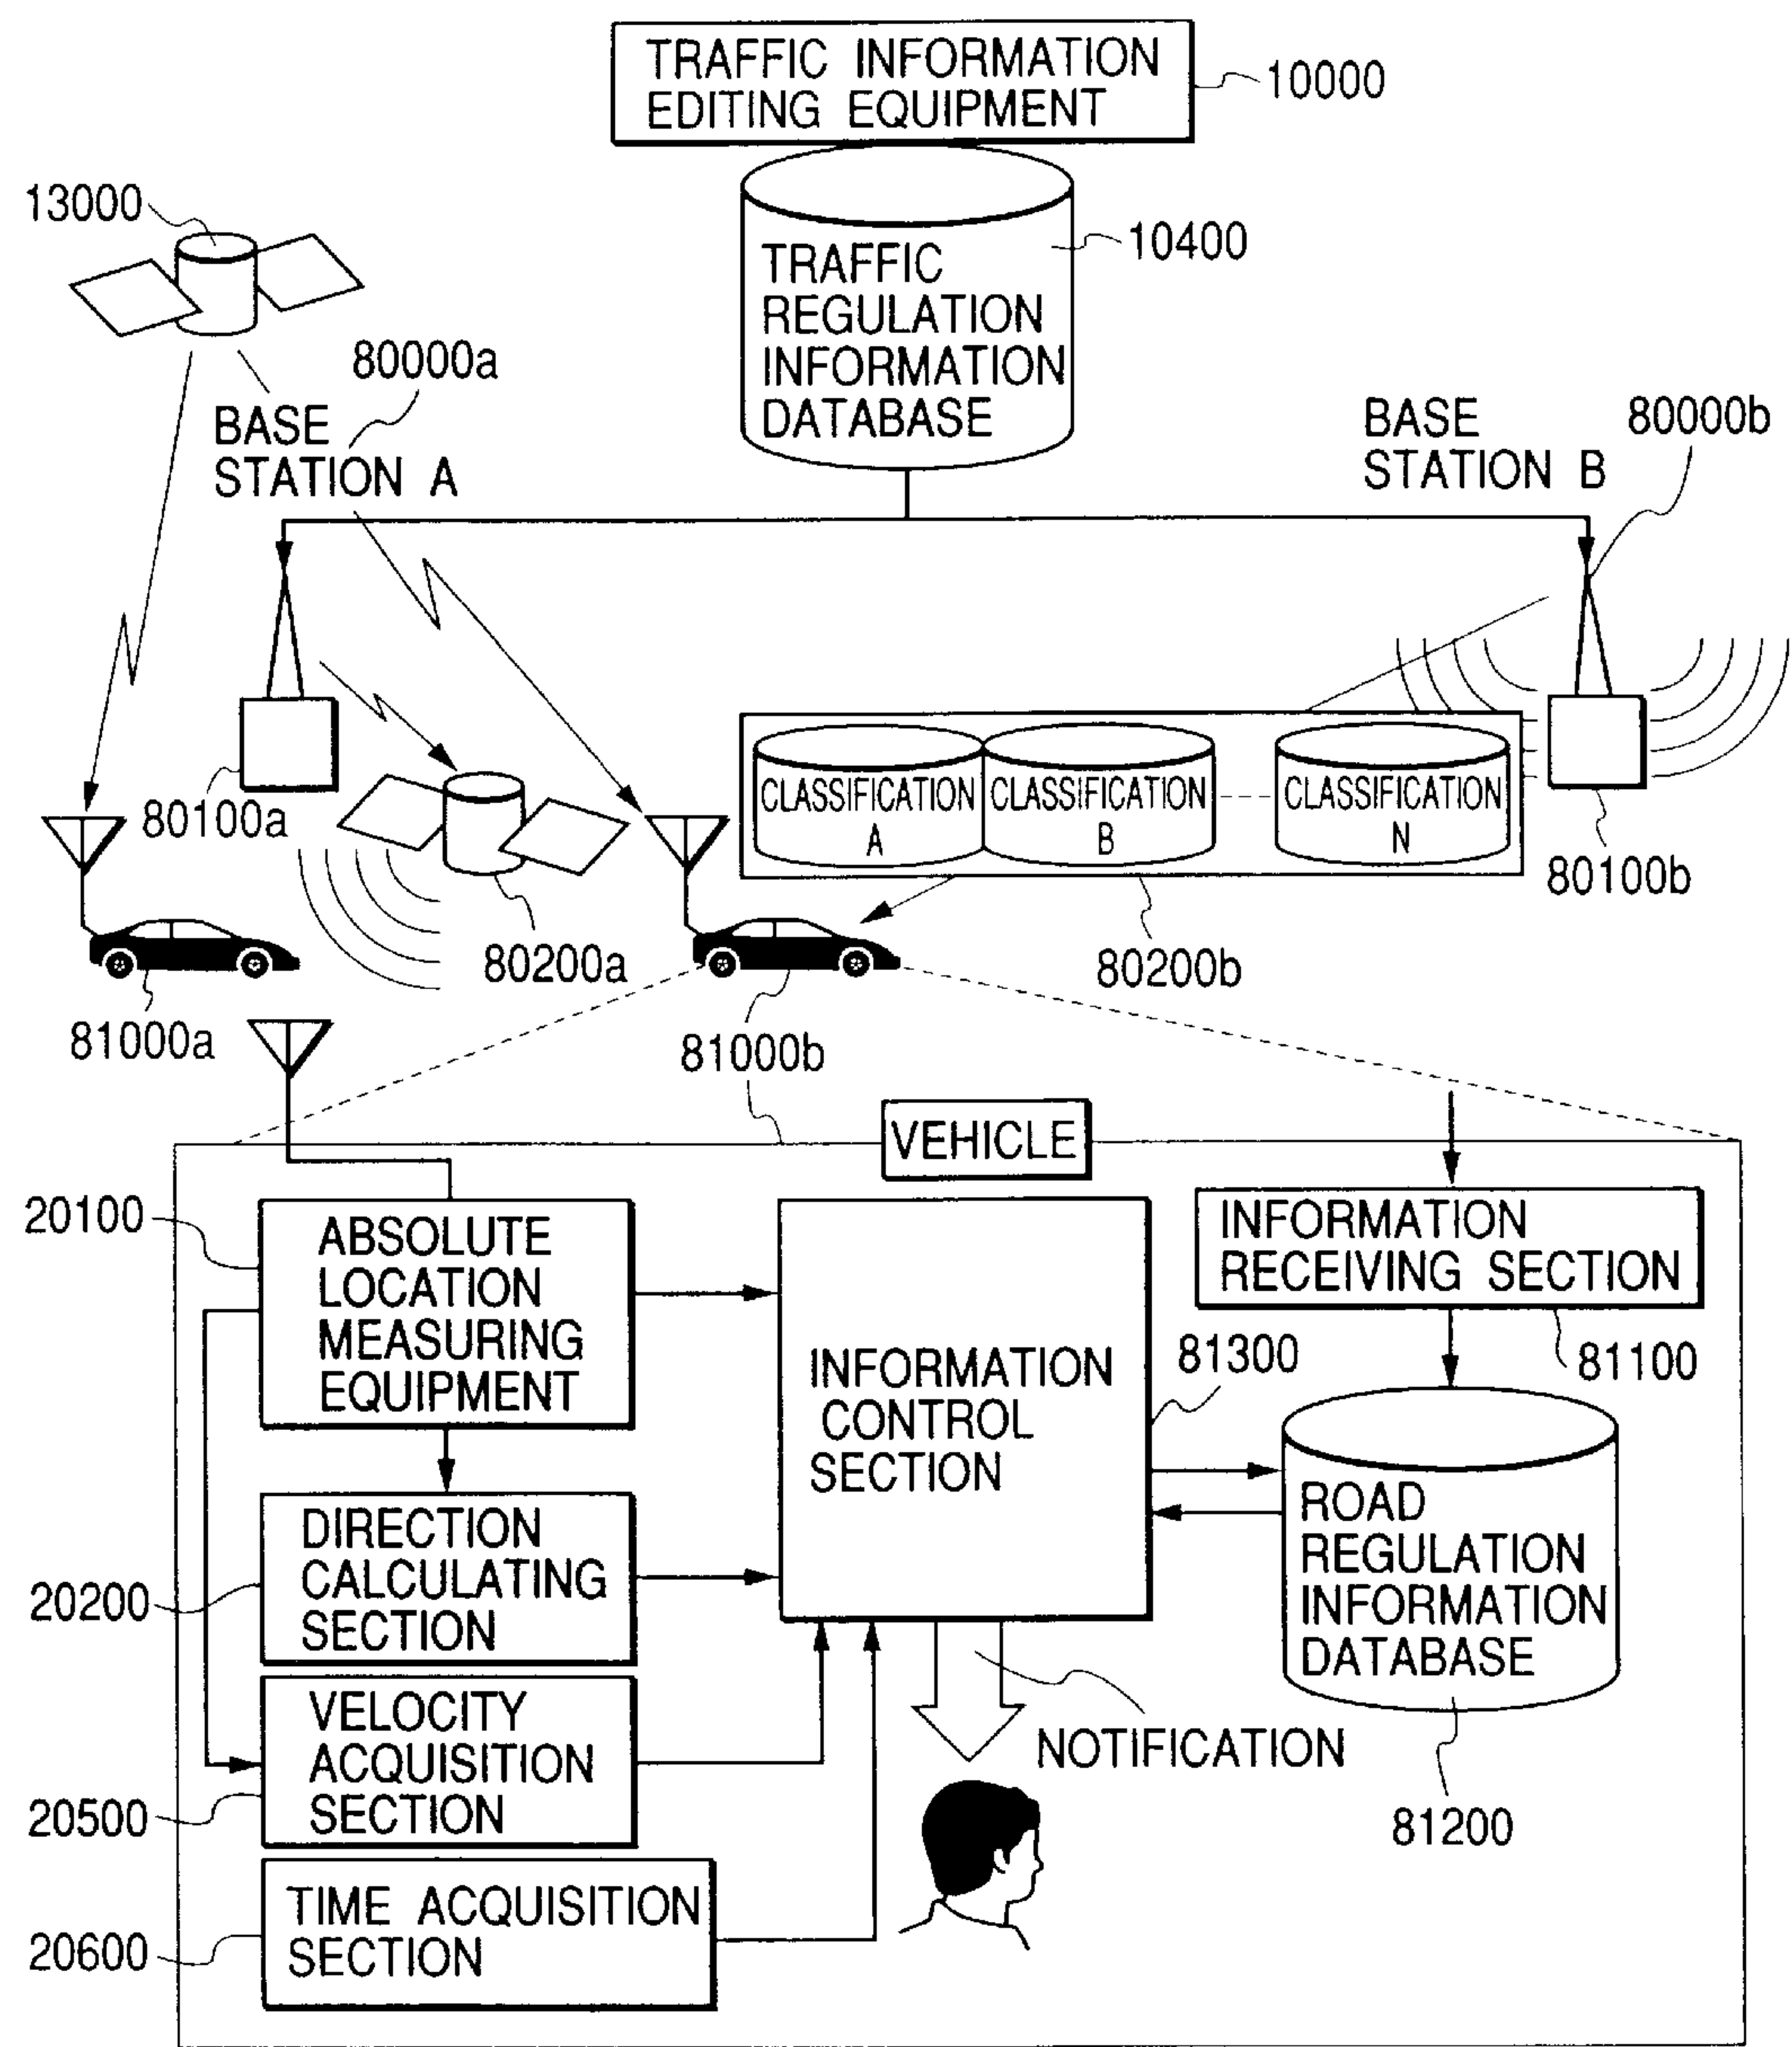 TRAFFIC INFORMATION
EDITING EQUIPMENT
10000
13000
10400
TRAFFIC
REGULATION
INFORMATION
DATABASE
80000a
BASE
STATION A
BASE
STATION B
80000b
80100a
CLASSIFICATION
A
CLASSIFICATION
B
CLASSIFICATION
N
80100b
80200a
80200b
81000a
81000b
VEHICLE
20100
ABSOLUTE
LOCATION
MEASURING
EQUIPMENT
INFORMATION
RECEIVING SECTION
81100
INFORMATION
CONTROL
SECTION
81300
20200
DIRECTION
CALCULATING
SECTION
ROAD
REGULATION
INFORMATION
DATABASE
81200
20500
VELOCITY
ACQUISITION
SECTION
NOTIFICATION
20600
TIME ACQUISITION
SECTION